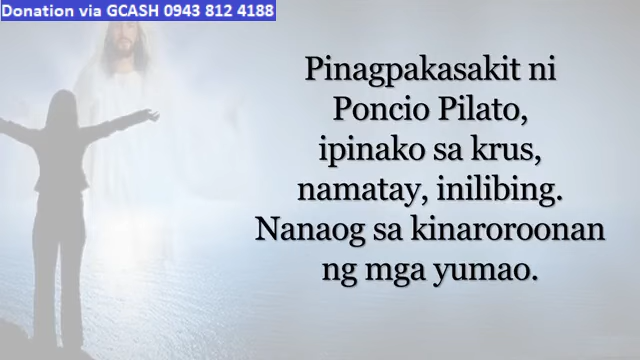 Donation via GCASH 0943 812 4188
Pinagpakasakit ni
Poncio Pilato,
ipinako sa krus,
namatay, inilibing.
Nanaog sa kinaroroonan
ng mga yumao.